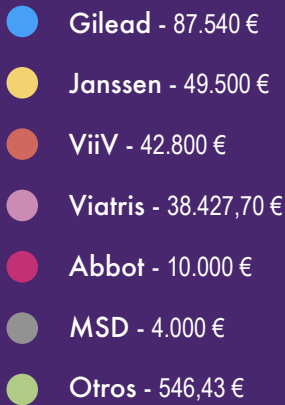 Gilead - 87.540 €
Janssen - 49.500 €
ViiV - 42.800 €
Viatris - 38.427,70 €
Abbot - 10.000 €
MSD - 4.000 €
Otros - 546,43 €